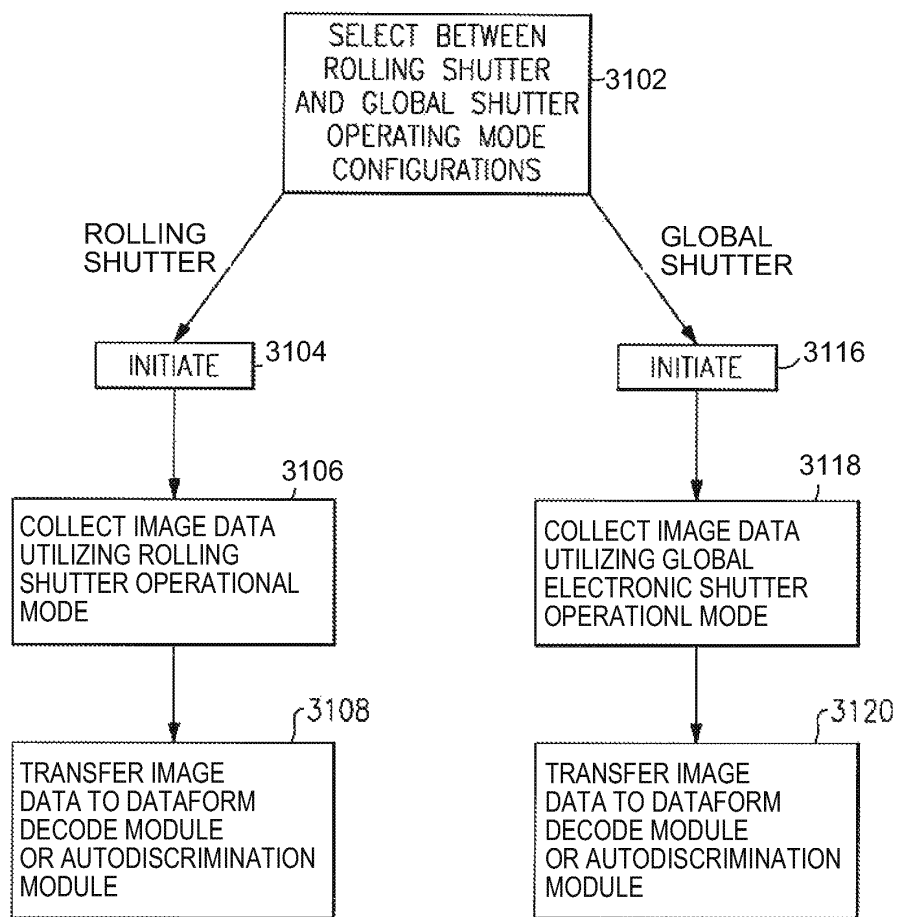 SELECT BETWEEN
ROLLING SHUTTER
AND GLOBAL SHUTTER
OPERATING MODE
CONFIGURATIONS
3102
ROLLING
SHUTTER
GLOBAL
SHUTTER
INITIATE
3104
INITIATE
3116
3106
COLLECT IMAGE DATA
UTILIZING ROLLING
SHUTTER OPERATIONAL
MODE
3118
COLLECT IMAGE DATA
UTILIZING GLOBAL
ELECTRONIC SHUTTER
OPERATIONL MODE
3108
TRANSFER IMAGE
DATA TO DATAFORM
DECODE MODULE
OR AUTODISCRIMINATION
MODULE
3120
TRANSFER IMAGE
DATA TO DATAFORM
DECODE MODULE
OR AUTODISCRIMINATION
MODULE